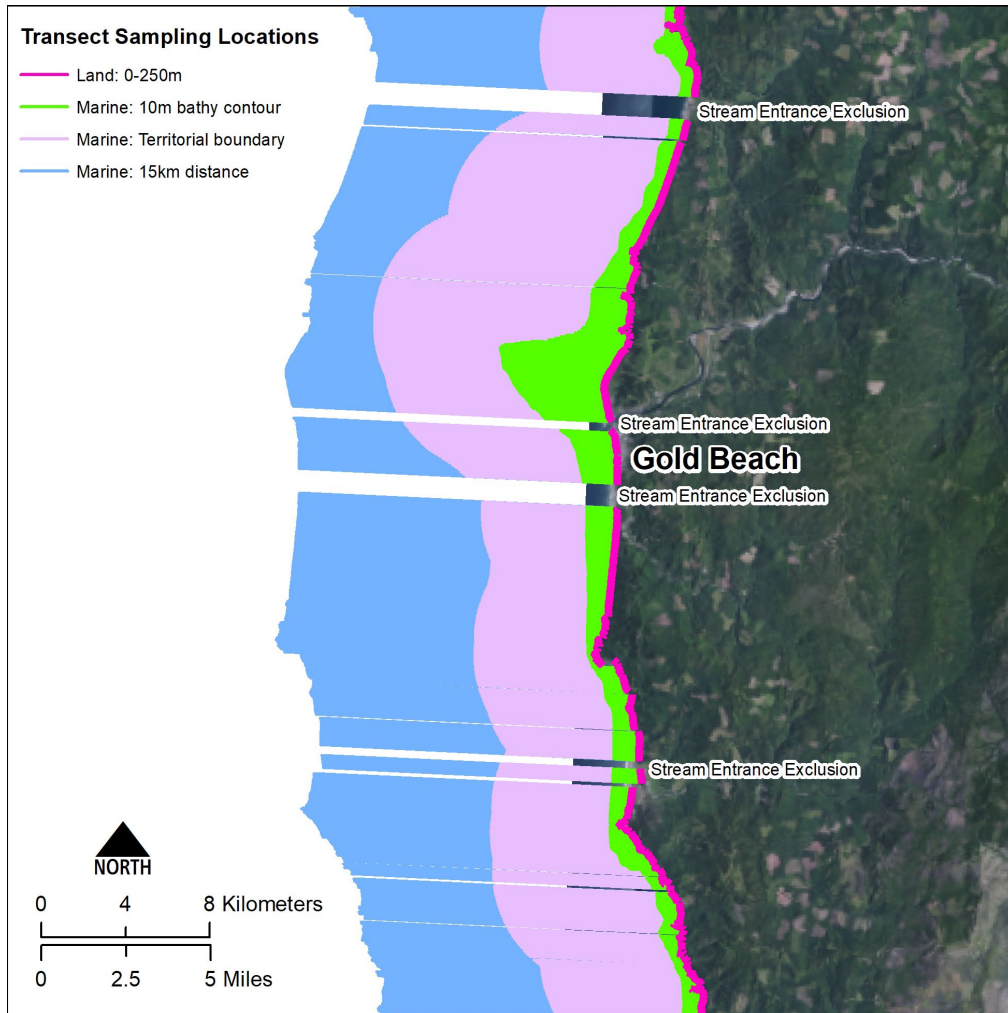 Transect Sampling Locations
Land: 0-250m
Marine: 10m bathy contour
Marine: Territorial boundary
Marine: 15km distance
Stream Entrance Exclusion
Stream Entrance Exclusion
Gold Beach
Stream Entrance Exclusion
Stream Entrance Exclusion
NORTH
0 4 8 Kilometers
0 2.5 5 Miles